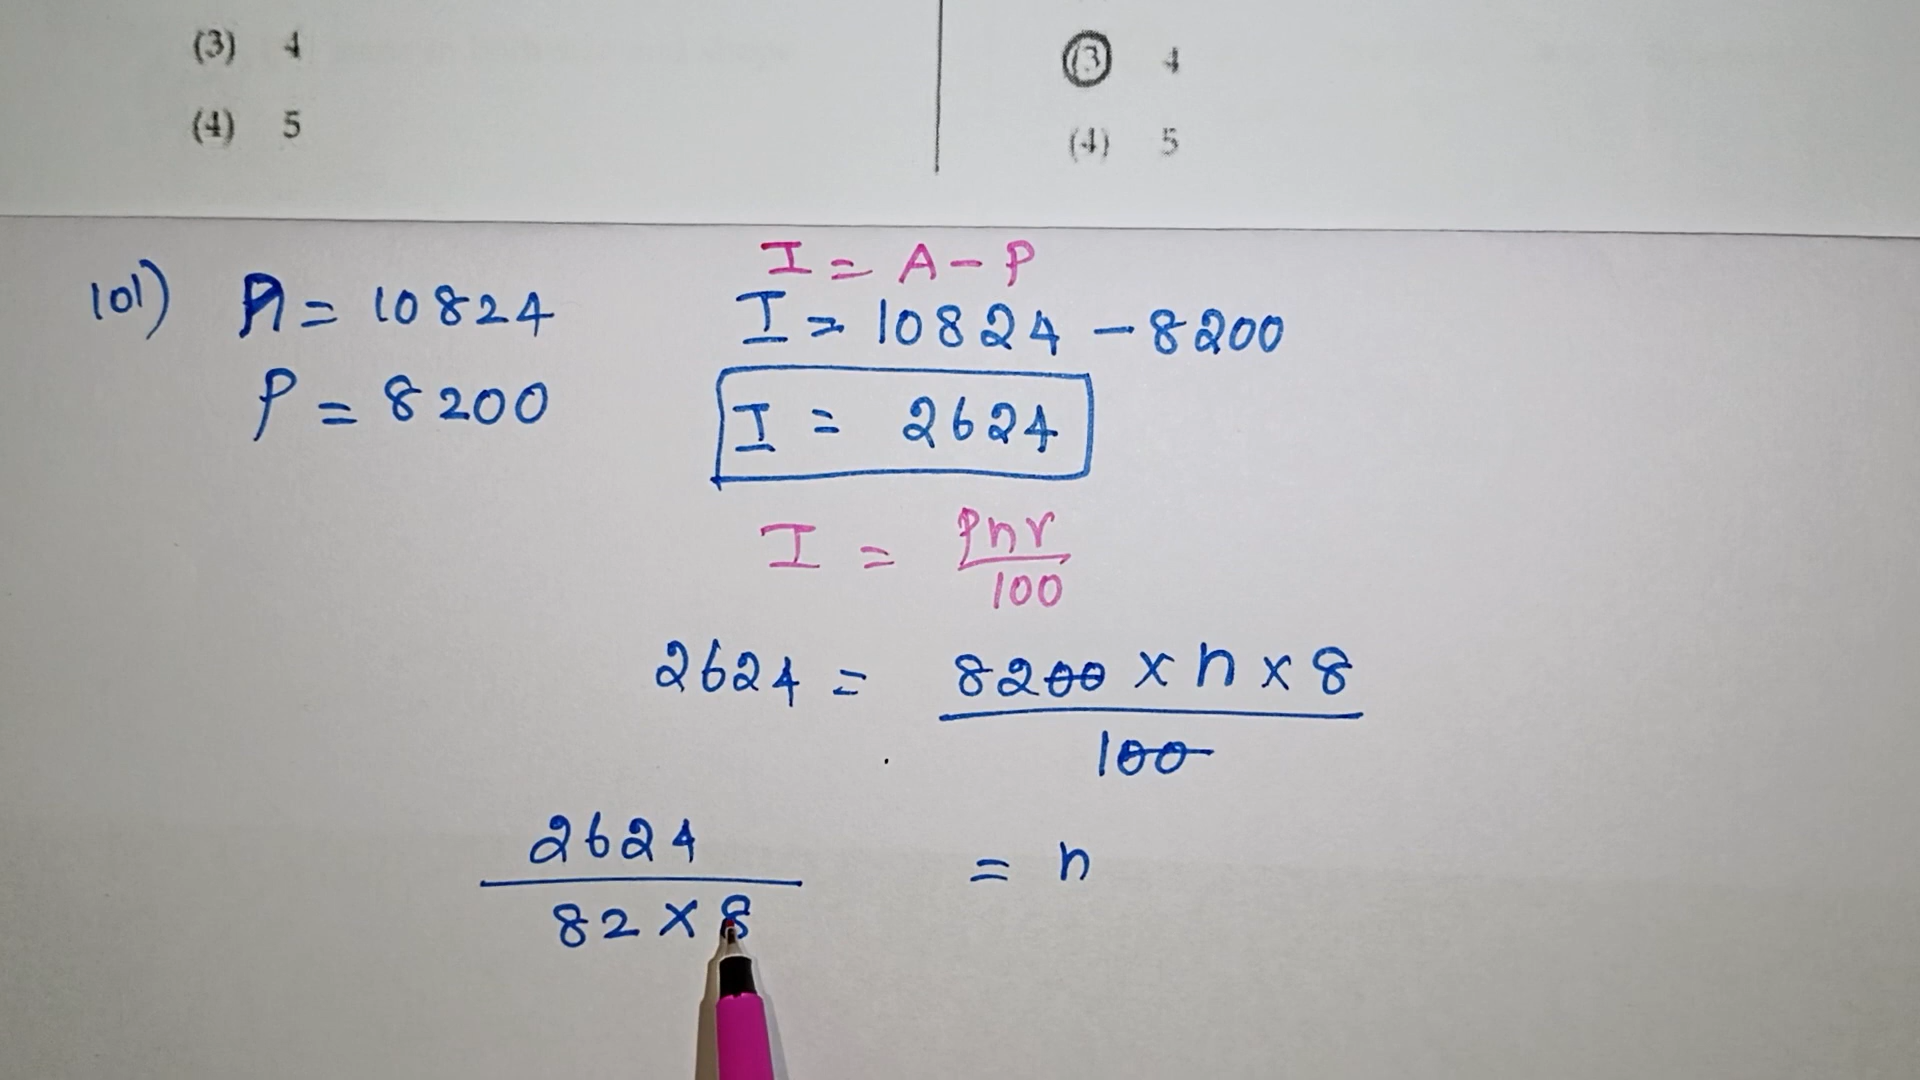 (3) 4
(4) 5
(3) 4
(4) 5
101) A = 10824
P = 8200
I = A - P
I = 10824 - 8200
I = 2624
I = Pnr/100
2624 = 8200 × n × 8 / 100
2624 / 82 × 8 = n